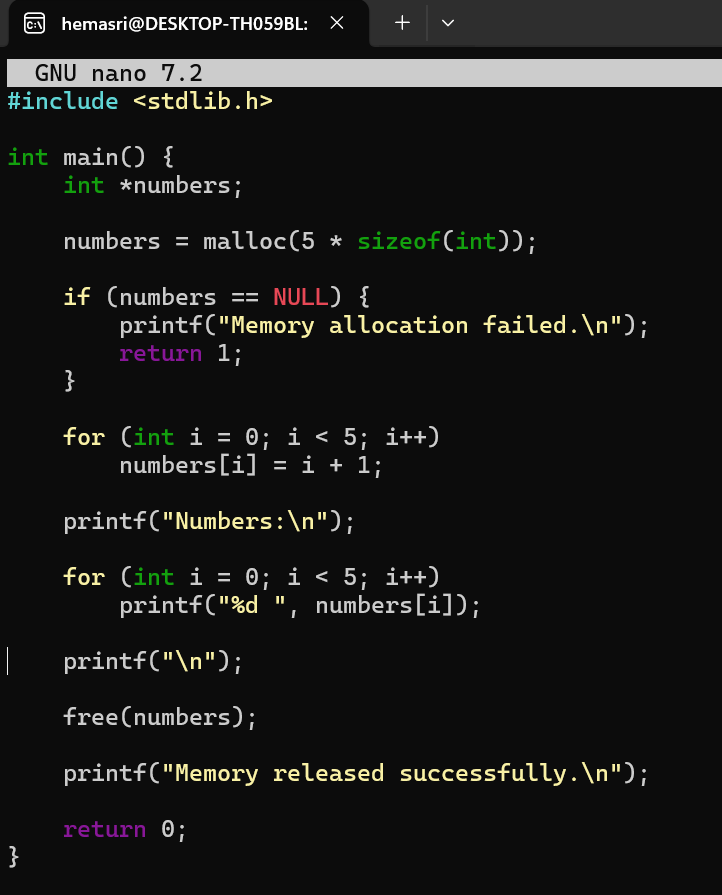 hemasri@DESKTOP-TH059BL:
GNU nano 7.2
#include <stdlib.h>
int main() {
    int *numbers;
    numbers = malloc(5 * sizeof(int));
    if (numbers == NULL) {
        printf("Memory allocation failed.\n");
        return 1;
    }
    for (int i = 0; i < 5; i++)
        numbers[i] = i + 1;
    printf("Numbers:\n");
    for (int i = 0; i < 5; i++)
        printf("%d ", numbers[i]);
    printf("\n");
    free(numbers);
    printf("Memory released successfully.\n");
    return 0;
}